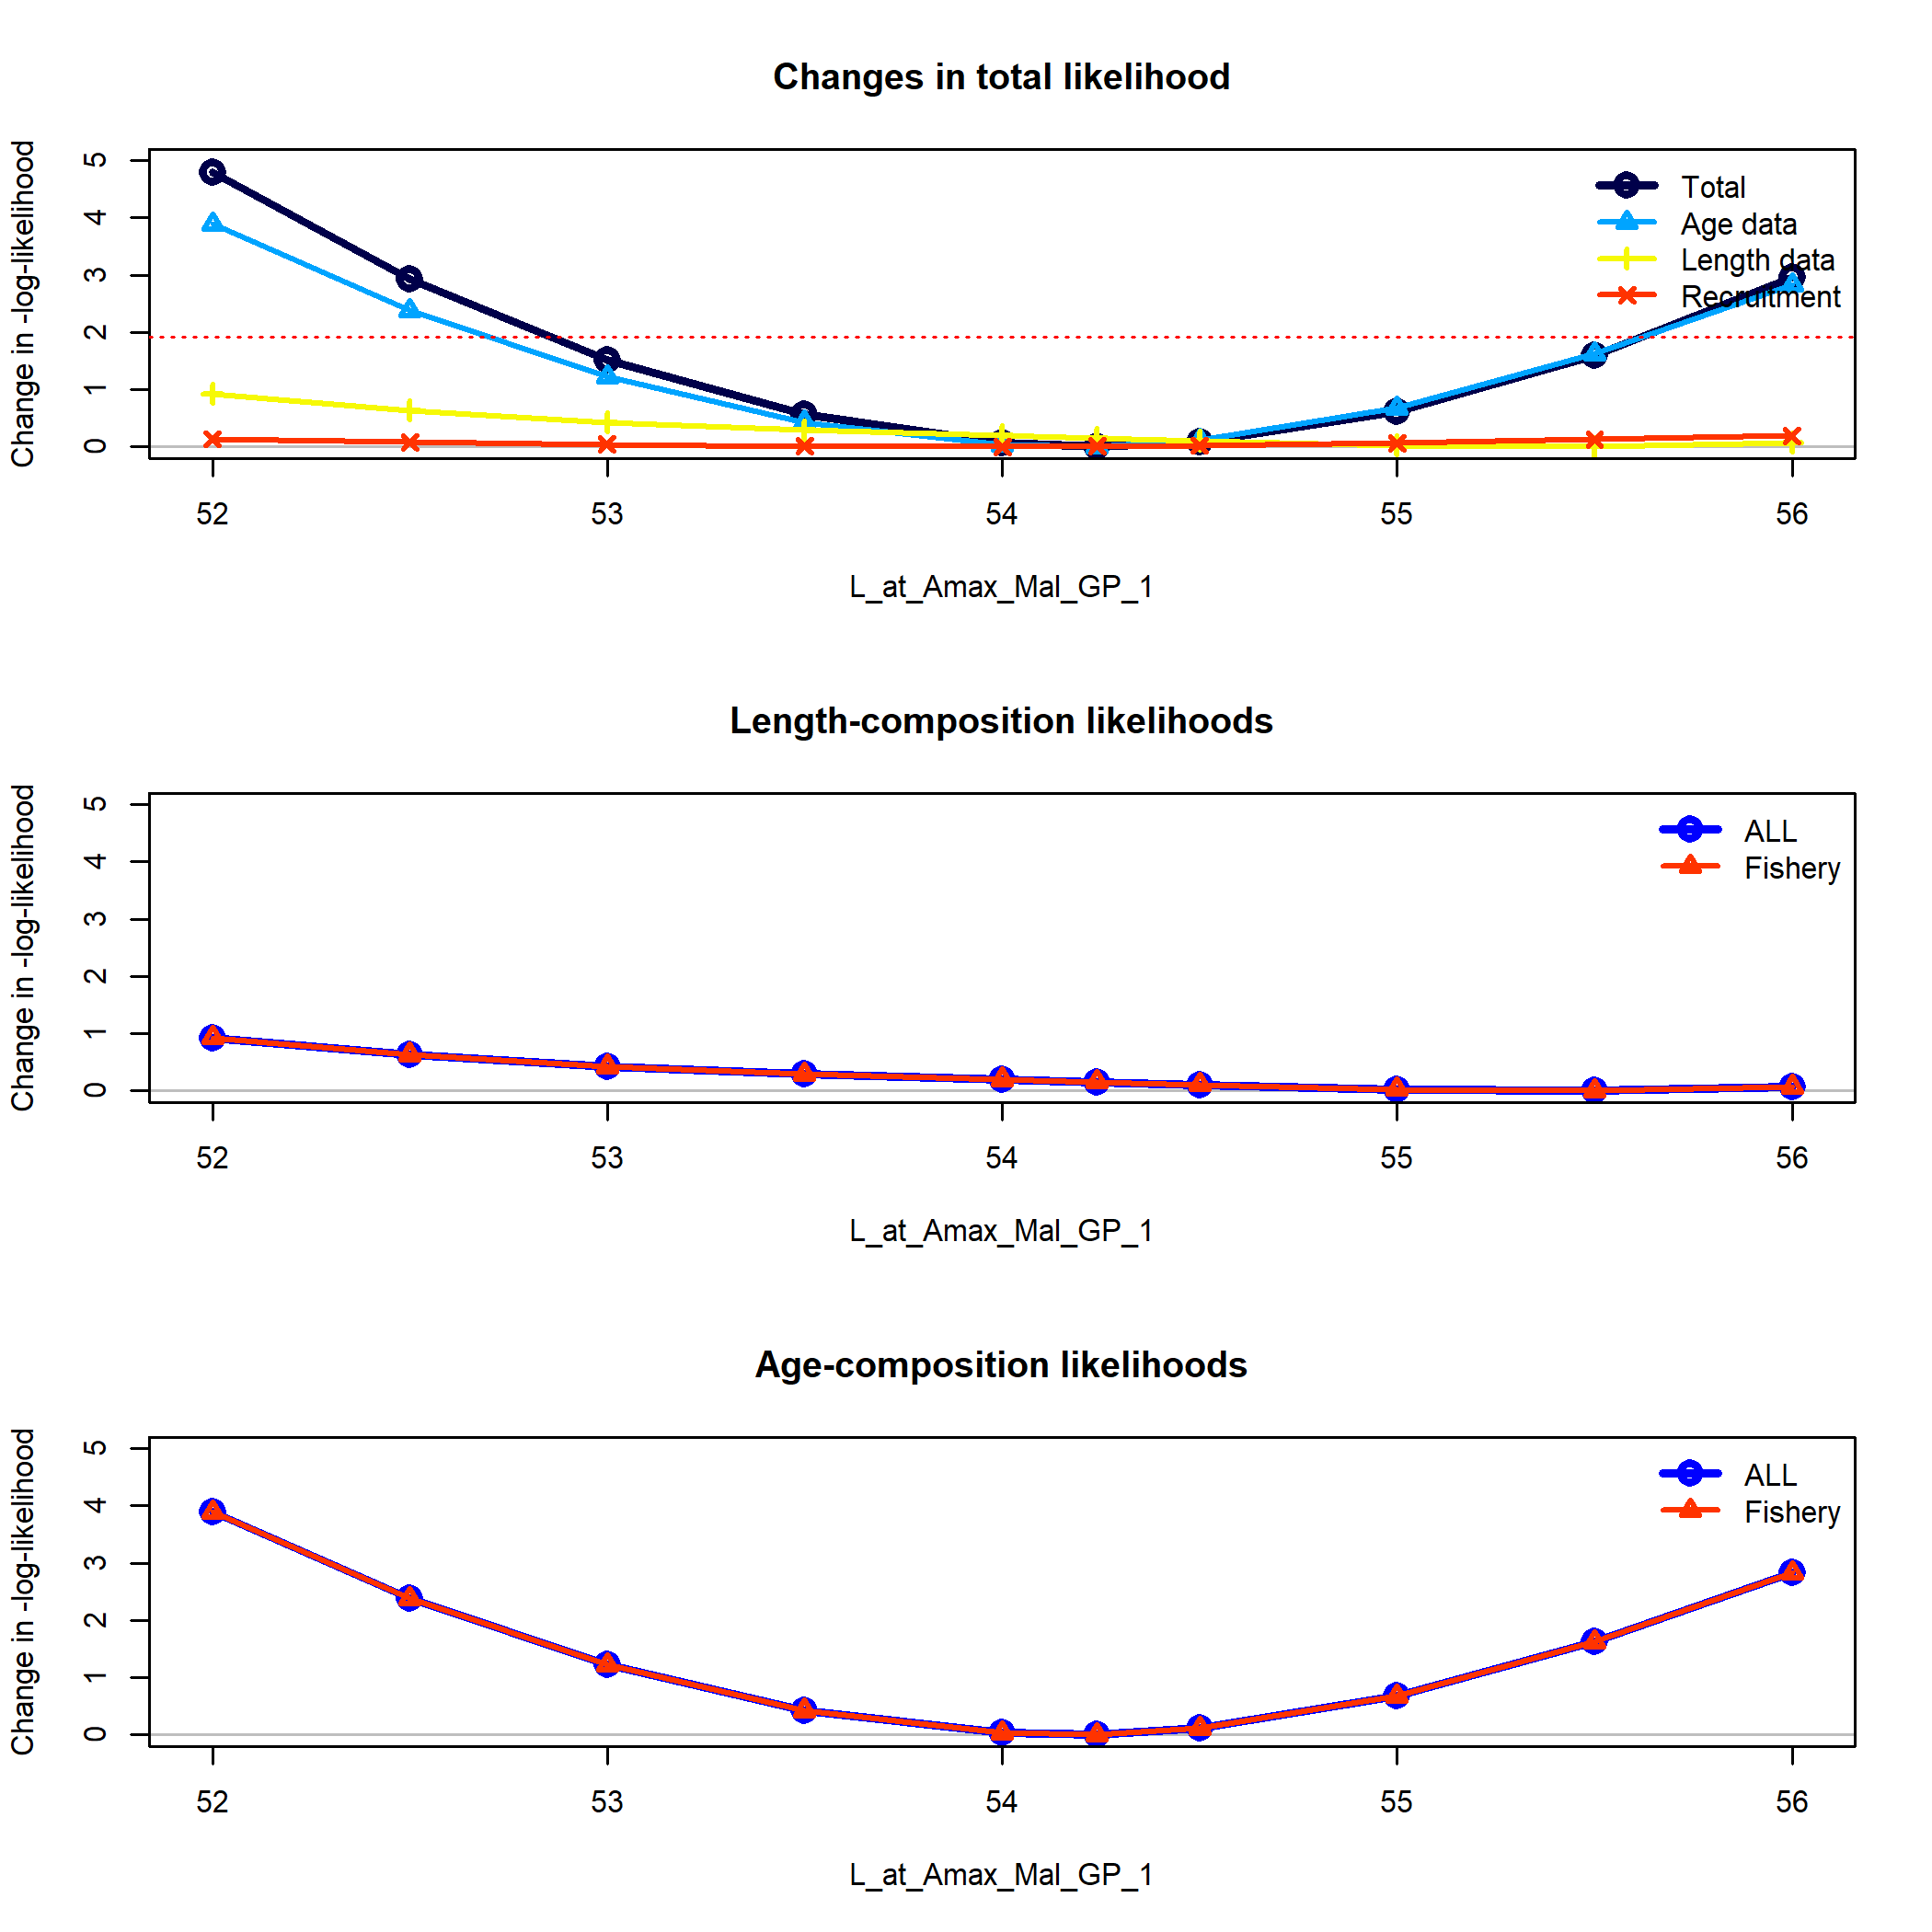 Changes in total likelihood
Change in -log-likelihood
5
4
3
2
1
0
Total
Age data
Length data
Recruitment
52 53 54 55 56
L_at_Amax_Mal_GP_1
Length-composition likelihoods
Change in -log-likelihood
5
4
3
2
1
0
ALL
Fishery
52 53 54 55 56
L_at_Amax_Mal_GP_1
Age-composition likelihoods
Change in -log-likelihood
5
4
3
2
1
0
ALL
Fishery
52 53 54 55 56
L_at_Amax_Mal_GP_1